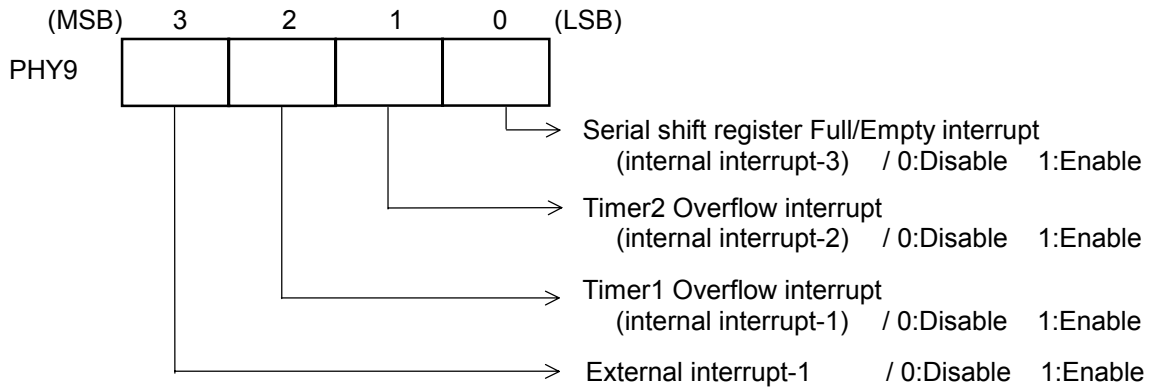 (MSB) 3 2 1 0 (LSB)
PHY9
Serial shift register Full/Empty interrupt
(internal interrupt-3) / 0:Disable 1:Enable
Timer2 Overflow interrupt
(internal interrupt-2) / 0:Disable 1:Enable
Timer1 Overflow interrupt
(internal interrupt-1) / 0:Disable 1:Enable
External interrupt-1 / 0:Disable 1:Enable